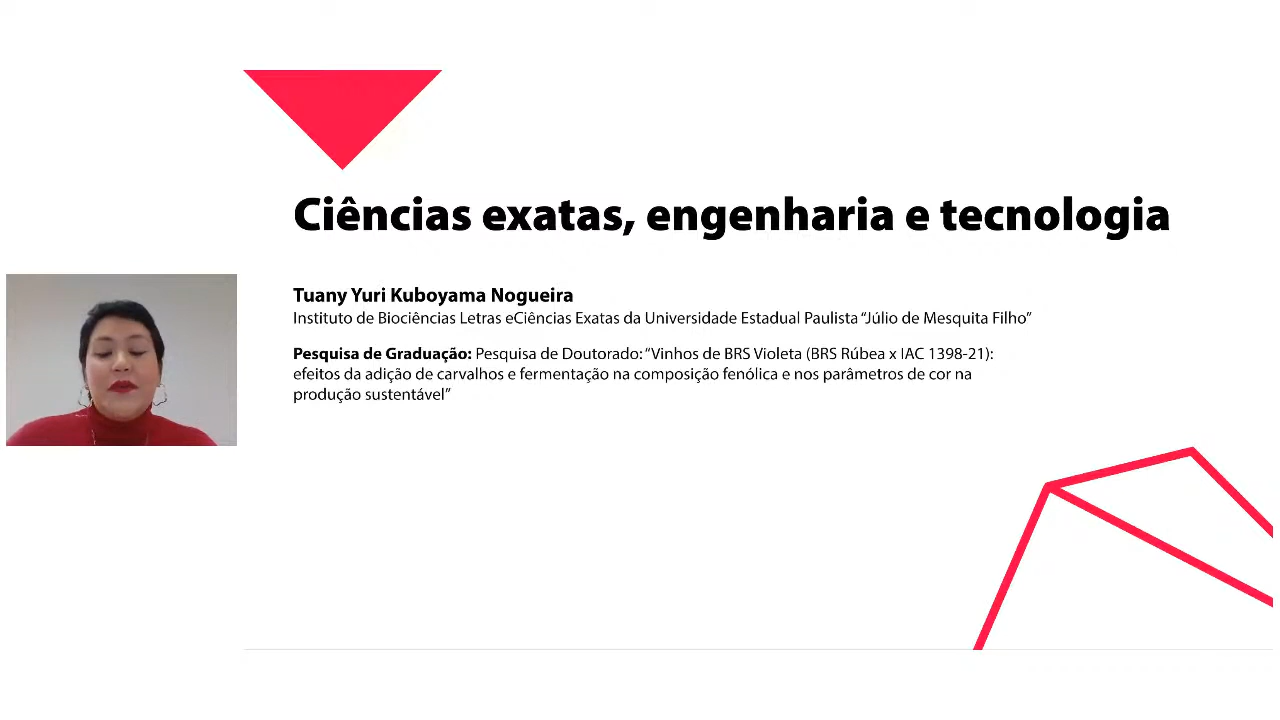 Ciências exatas, engenharia e tecnologia
Tuany Yuri Kuboyama Nogueira
Instituto de Biociências Letras eCiências Exatas da Universidade Estadual Paulista “Júlio de Mesquita Filho”
Pesquisa de Graduação: Pesquisa de Doutorado: “Vinhos de BRS Violeta (BRS Rúbea x IAC 1398-21):
efeitos da adição de carvalhos e fermentação na composição fenólica e nos parâmetros de cor na
produção sustentável”